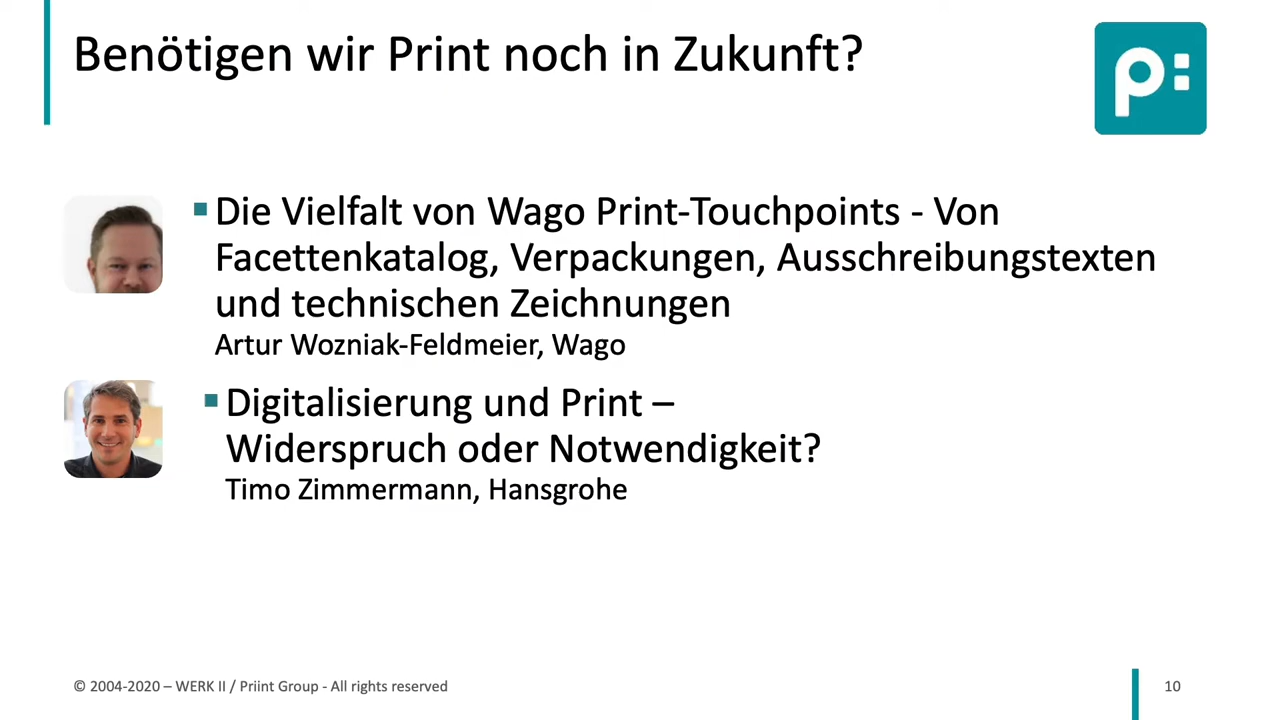 Benötigen wir Print noch in Zukunft?
p:
▪ Die Vielfalt von Wago Print-Touchpoints - Von
Facettenkatalog, Verpackungen, Ausschreibungstexten
und technischen Zeichnungen
Artur Wozniak-Feldmeier, Wago
▪ Digitalisierung und Print –
Widerspruch oder Notwendigkeit?
Timo Zimmermann, Hansgrohe
© 2004-2020 – WERK II / Priint Group - All rights reserved
10